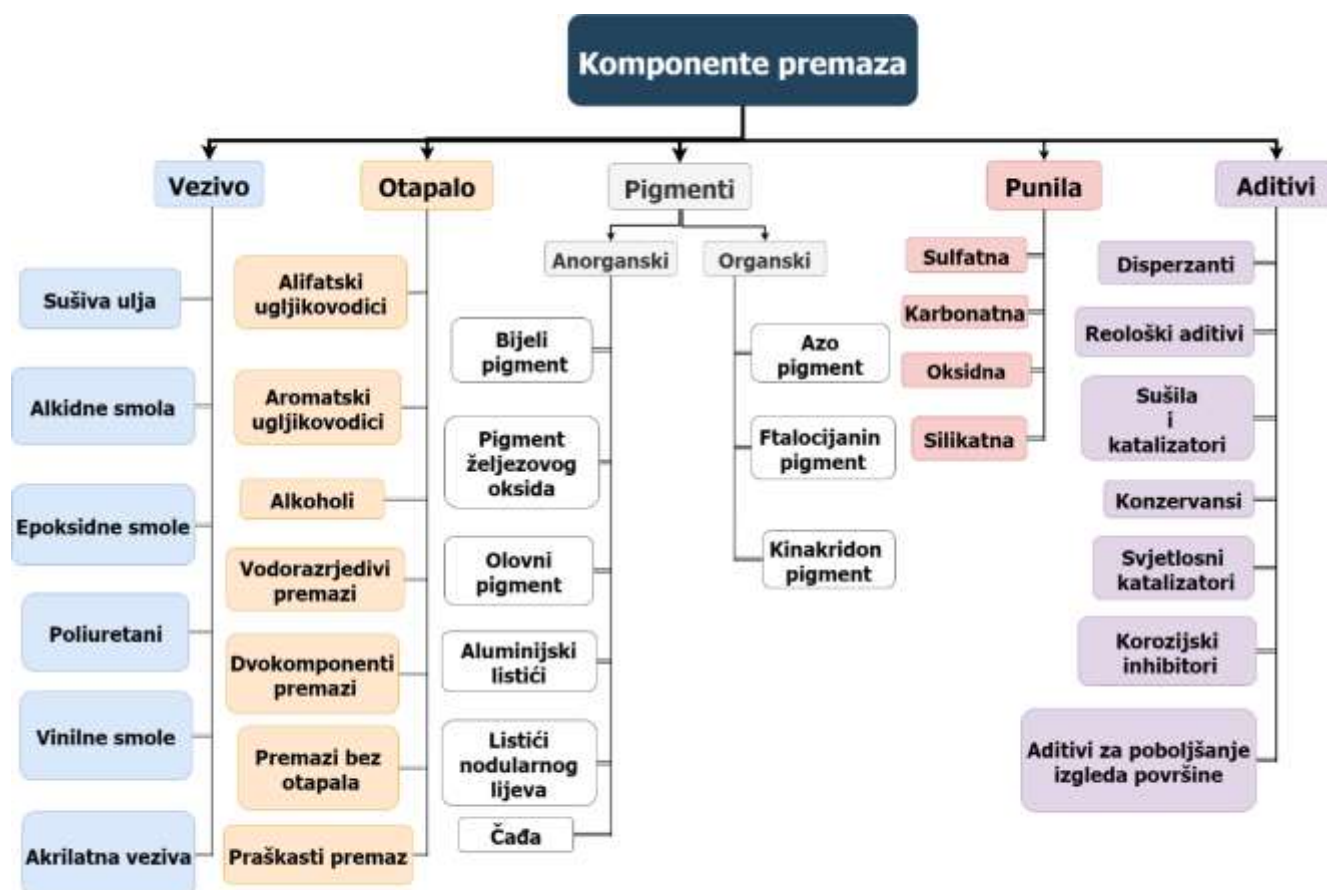 Komponente premaza
Vezivo
Sušiva ulja
Alkidne smola
Epoksidne smole
Poliuretani
Vinilne smole
Akrilatna veziva
Otapalo
Alifatski
ugljikovodici
Aromatski
ugljikovodici
Alkoholi
Vodorazrjedivi
premazi
Dvokomponenti
premazi
Premazi bez
otapala
Praškasti premaz
Pigmenti
Anorganski
Bijeli
pigment
Pigment
željezovog
oksida
Olovni
pigment
Aluminijski
listići
Listići
nodularnog
lijeva
Čađa
Organski
Azo
pigment
Ftalocijanin
pigment
Kinakridon
pigment
Punila
Sulfatna
Karbonatna
Oksidna
Silikatna
Aditivi
Disperzanti
Reološki aditivi
Sušila
i
katalizatori
Konzervansi
Svjetlosni
katalizatori
Korozijski
inhibitori
Aditivi za poboljšanje
izgleda površine